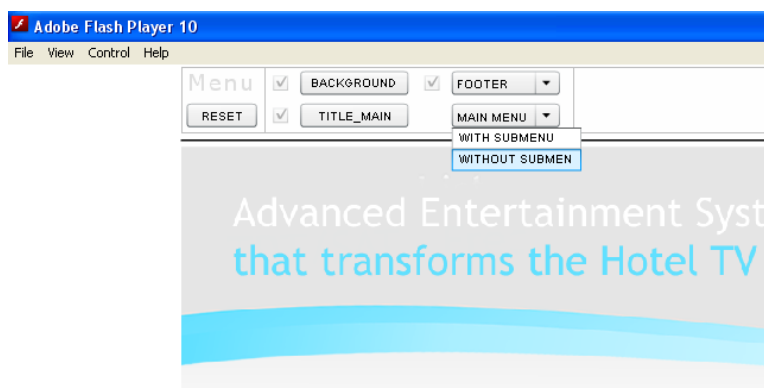 Adobe Flash Player 10
File View Control Help
Menu BACKGROUND FOOTER
RESET TITLE_MAIN MAIN MENU
WITH SUBMENU
WITHOUT SUBMEN
Advanced Entertainment Syst
that transforms the Hotel TV